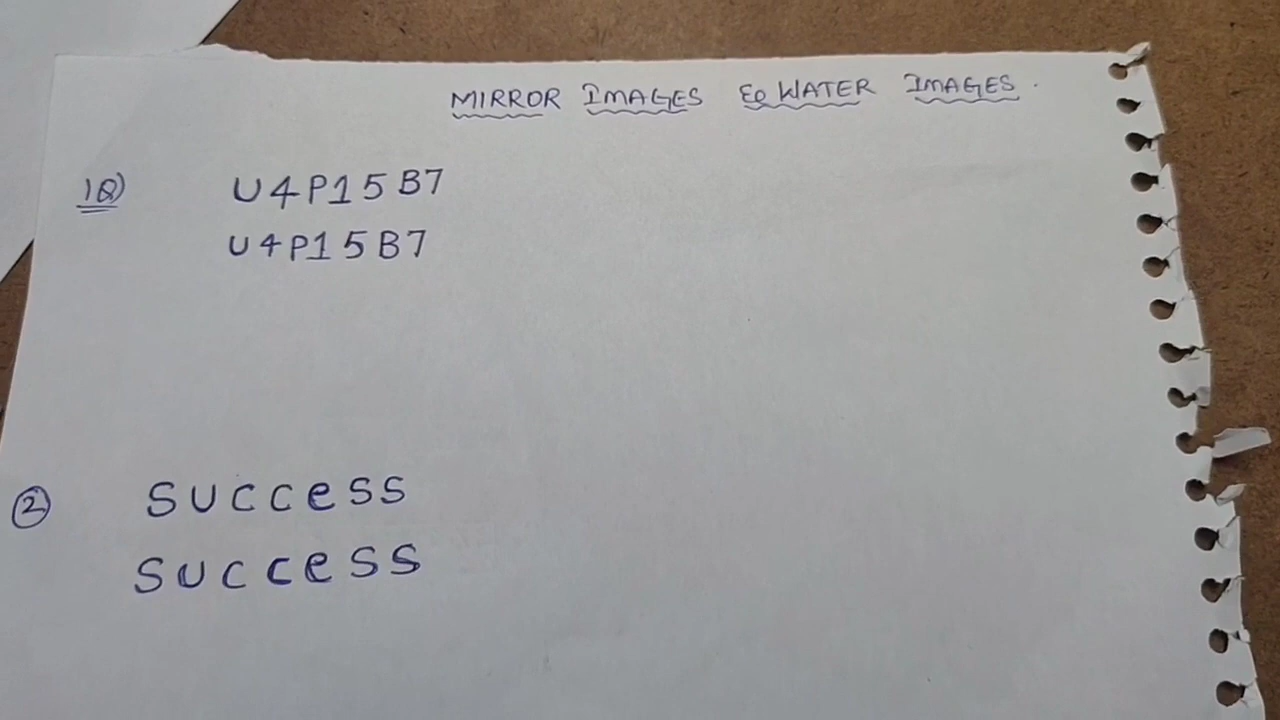 MIRROR IMAGES & WATER IMAGES.
1Q) U4P15B7
U4P15B7
2 success
success